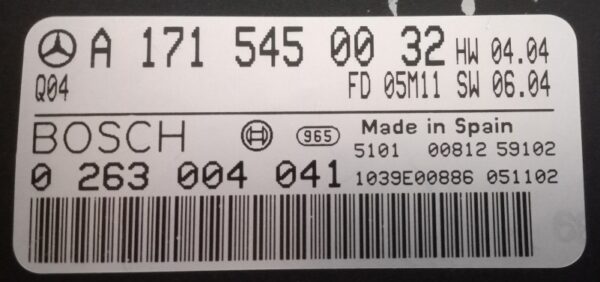 A 171 545 00 32 HW 04.04
Q04 FD 05M11 SW 06.04
BOSCH 965 Made in Spain
5101 00812 59102
0 263 004 041 1039E00886 051102